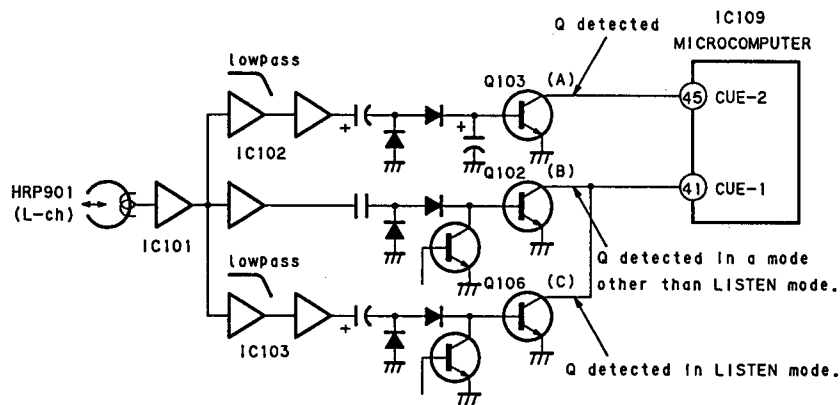 Q detected
IC109
MICROCOMPUTER
lowpass
Q103
(A)
45
CUE-2
+
+
IC102
Q102
(B)
HRP901
(L-ch)
IC101
41
CUE-1
lowpass
Q106
(C)
Q detected in a mode
other than LISTEN mode.
+
IC103
Q detected in LISTEN mode.